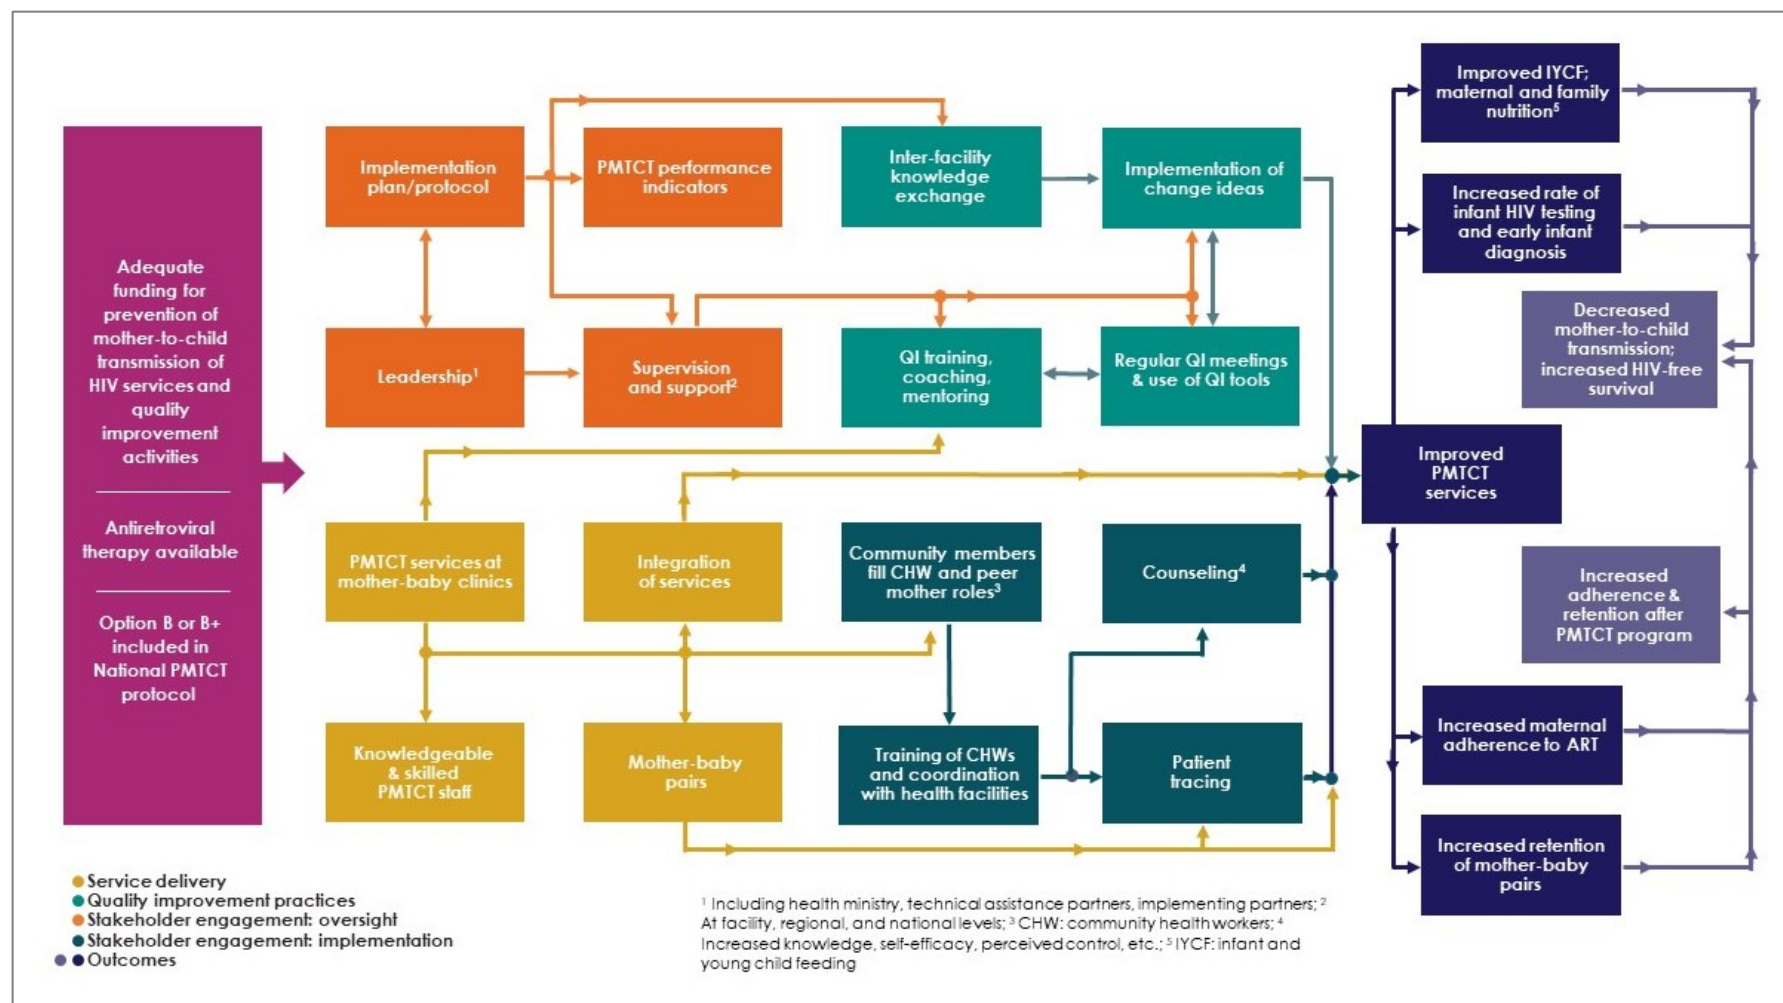 Adequate
funding for
prevention of
mother-to-child
transmission of
HIV services and
quality
improvement
activities
Antiretroviral
therapy available
Option B or B+
included in
National PMTCT
protocol
Implementation
plan/protocol
PMTCT performance
indicators
Inter-facility
knowledge
exchange
Implementation of
change ideas
Leadership¹
Supervision
and support²
QI training,
coaching,
mentoring
Regular QI meetings
& use of QI tools
PMTCT services at
mother-baby clinics
Integration
of services
Community members
fill CHW and peer
mother roles³
Counseling⁴
Knowledgeable
& skilled
PMTCT staff
Mother-baby
pairs
Training of CHWs
and coordination
with health facilities
Patient
tracing
Improved
PMTCT
services
Improved IYCF;
maternal and family
nutrition⁵
Increased rate of
infant HIV testing
and early infant
diagnosis
Decreased
mother-to-child
transmission;
increased HIV-free
survival
Increased
adherence &
retention after
PMTCT program
Increased maternal
adherence to ART
Increased retention
of mother-baby
pairs
Service delivery
Quality improvement practices
Stakeholder engagement: oversight
Stakeholder engagement: implementation
Outcomes
¹ Including health ministry, technical assistance partners, implementing partners; ²
At facility, regional, and national levels; ³ CHW: community health workers; ⁴
Increased knowledge, self-efficacy, perceived control, etc.; ⁵ IYCF: infant and
young child feeding